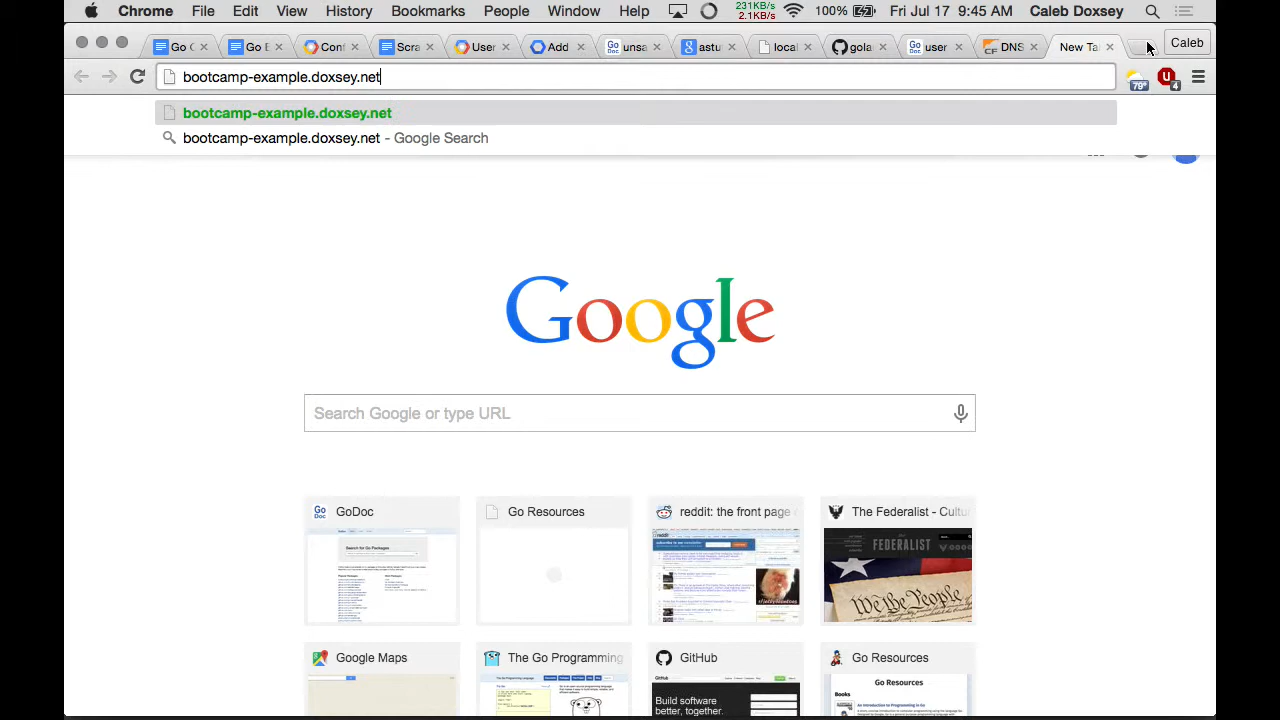 Chrome File Edit View History Bookmarks People Window Help 231KB/s 2.1KB/s 100% Fri Jul 17 9:45 AM Caleb Doxsey
Go C Go E Conf Scra User Add unsa astu local gola user DNS New Ta Caleb
bootcamp-example.doxsey.net 79° 4
bootcamp-example.doxsey.net
bootcamp-example.doxsey.net - Google Search
Google
Search Google or type URL
GoDoc Go Resources reddit: the front page The Federalist - Cultu
FEDERALIST
We the People
Google Maps The Go Programming GitHub Go Resources
Go Resources
Books
Build software
better, together.